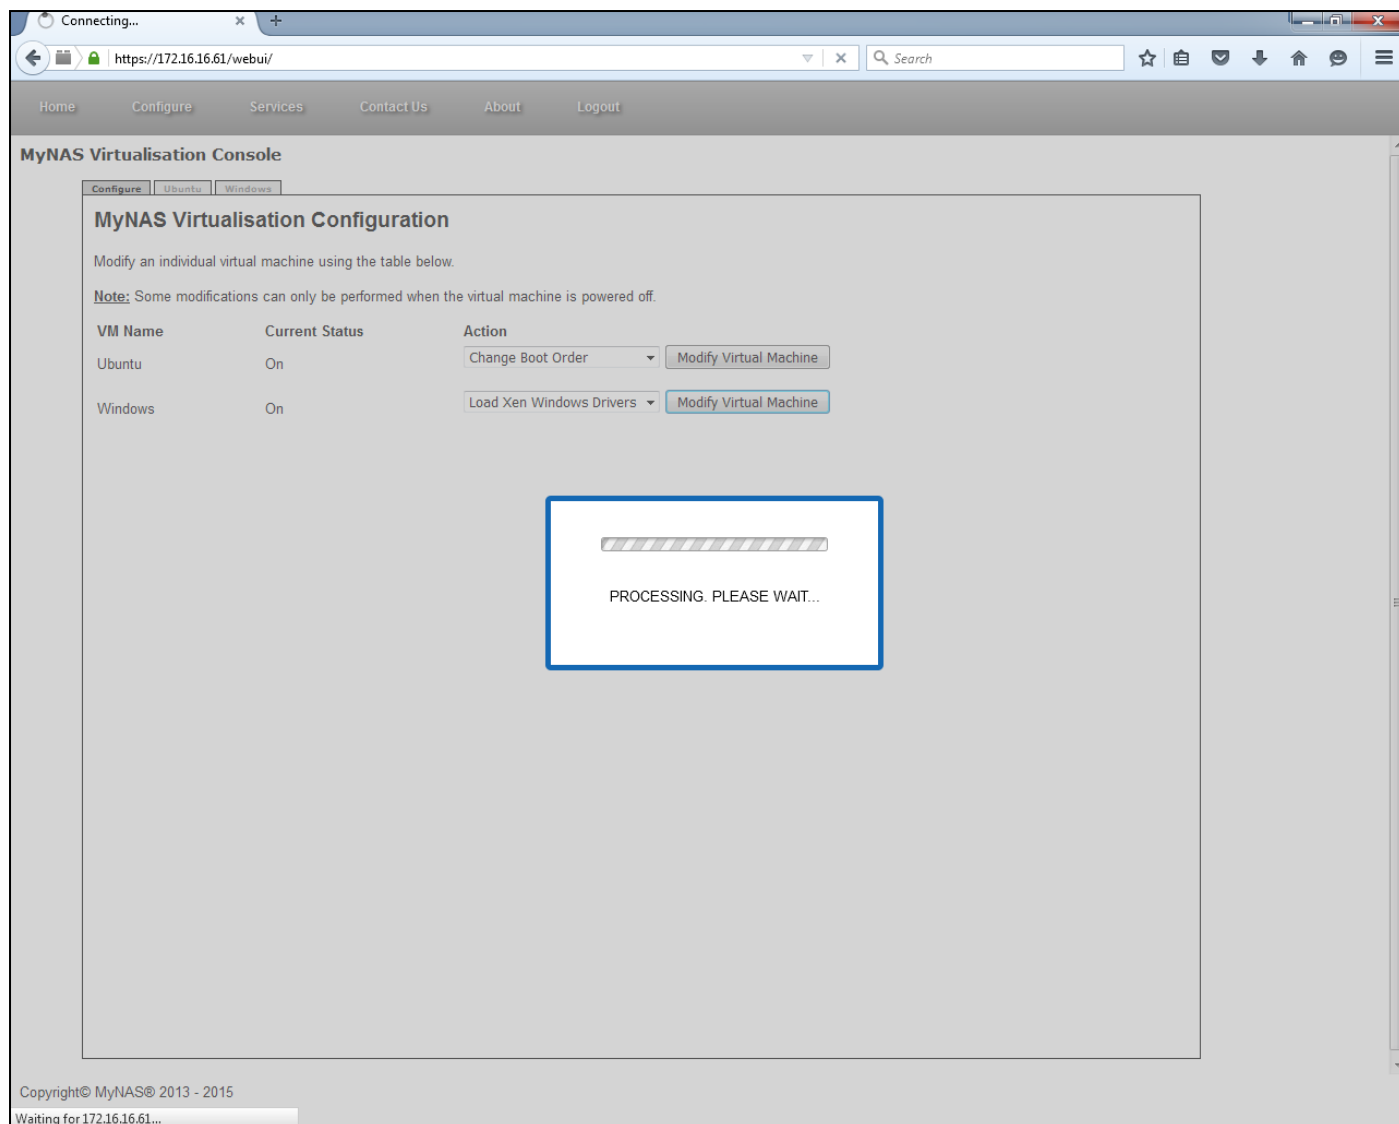 Connecting...
https://172.16.16.61/webui/
Search
Home Configure Services Contact Us About Logout
MyNAS Virtualisation Console
Configure Ubuntu Windows
MyNAS Virtualisation Configuration
Modify an individual virtual machine using the table below.
Note: Some modifications can only be performed when the virtual machine is powered off.
VM Name Current Status Action
Ubuntu On Change Boot Order Modify Virtual Machine
Windows On Load Xen Windows Drivers Modify Virtual Machine
PROCESSING. PLEASE WAIT...
Copyright© MyNAS® 2013 - 2015
Waiting for 172.16.16.61...